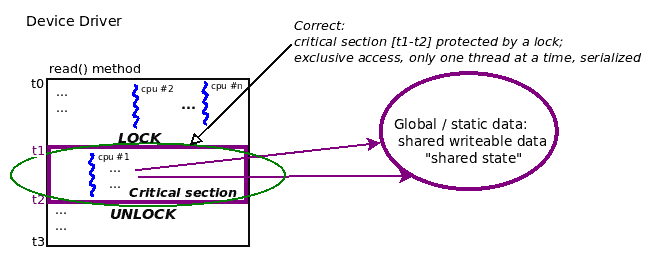 Device Driver
Correct:
critical section [t1-t2] protected by a lock;
exclusive access, only one thread at a time, serialized
read() method
t0
... cpu #2 ... cpu #n
...
LOCK
t1
cpu #1 ...
...
Critical section
t2
... UNLOCK
...
t3
Global / static data:
shared writeable data
"shared state"